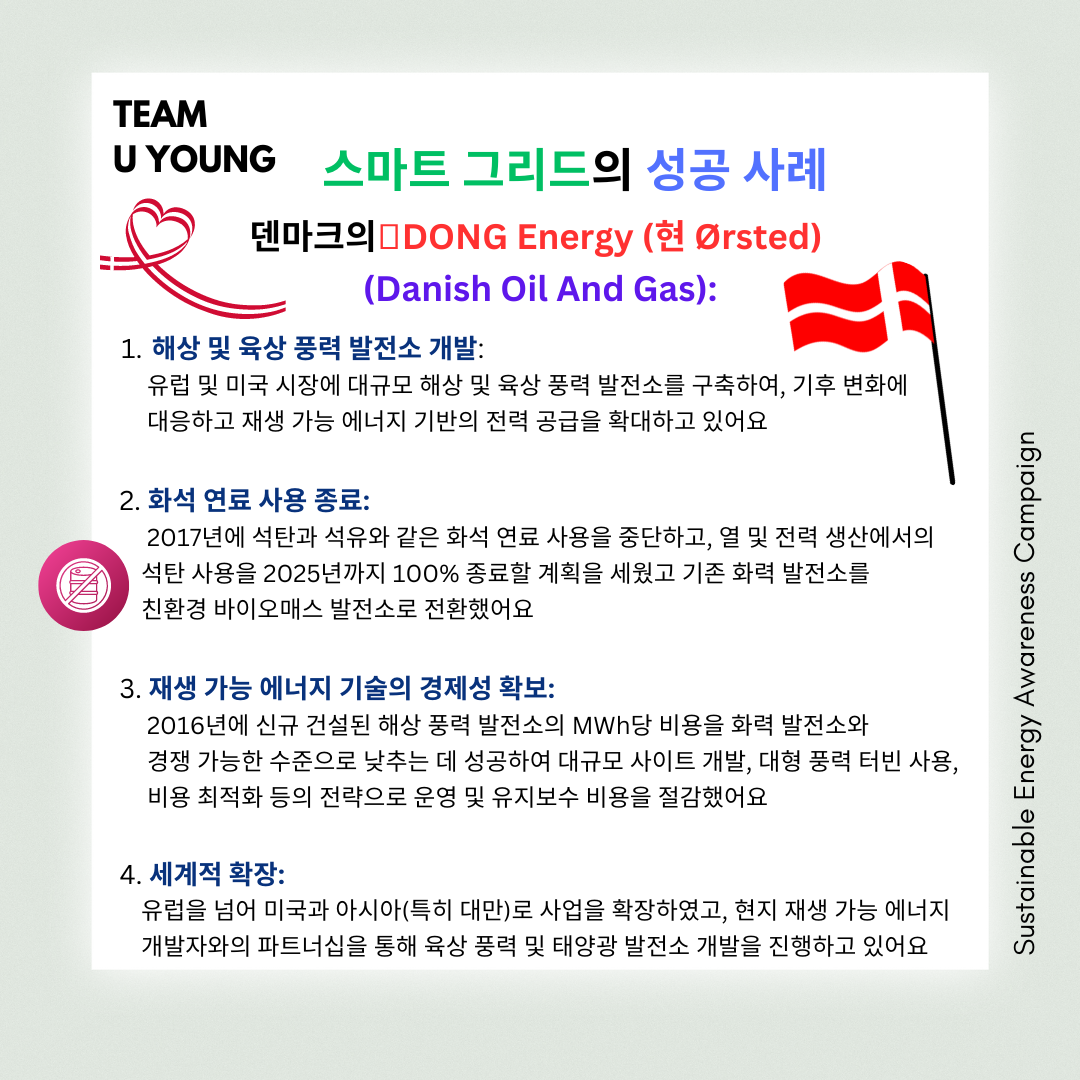 TEAM
U YOUNG
스마트 그리드의 성공 사례
덴마크의 DONG Energy (현 Ørsted)
(Danish Oil And Gas):
1. 해상 및 육상 풍력 발전소 개발:
유럽 및 미국 시장에 대규모 해상 및 육상 풍력 발전소를 구축하여, 기후 변화에
대응하고 재생 가능 에너지 기반의 전력 공급을 확대하고 있어요
2. 화석 연료 사용 종료:
2017년에 석탄과 석유와 같은 화석 연료 사용을 중단하고, 열 및 전력 생산에서의
석탄 사용을 2025년까지 100% 종료할 계획을 세웠고 기존 화력 발전소를
친환경 바이오매스 발전소로 전환했어요
3. 재생 가능 에너지 기술의 경제성 확보:
2016년에 신규 건설된 해상 풍력 발전소의 MWh당 비용을 화력 발전소와
경쟁 가능한 수준으로 낮추는 데 성공하여 대규모 사이트 개발, 대형 풍력 터빈 사용,
비용 최적화 등의 전략으로 운영 및 유지보수 비용을 절감했어요
4. 세계적 확장:
유럽을 넘어 미국과 아시아(특히 대만)로 사업을 확장하였고, 현지 재생 가능 에너지
개발자와의 파트너십을 통해 육상 풍력 및 태양광 발전소 개발을 진행하고 있어요
Sustainable Energy Awareness Campaign